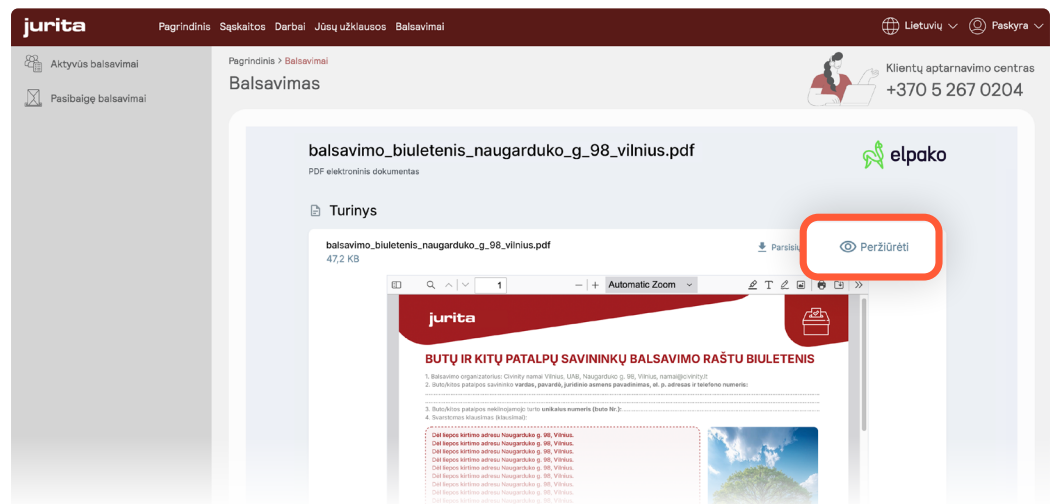 jurita
Pagrindinis Sąskaitos Darbai Jūsų užklausos Balsavimai
Lietuvių
Paskyra
Aktyvūs balsavimai
Pasibaigę balsavimai
Pagrindinis > Balsavimai
Balsavimas
Klientų aptarnavimo centras
+370 5 267 0204
balsavimo_biuletenis_naugarduko_g_98_vilnius.pdf
PDF elektroninis dokumentas
elpako
Turinys
balsavimo_biuletenis_naugarduko_g_98_vilnius.pdf
47,2 KB
Peržiūrėti
1
Automatic Zoom
jurita
BUTŲ IR KITŲ PATALPŲ SAVININKŲ BALSAVIMO RAŠTU BIULETENIS
1. Balsavimo organizatorius: Civinity namai Vilnius, UAB, Naugarduko g. 98, Vilnius, namai@civinity.lt
2. Buto/kitos patalpos savininko vardas, pavardė, juridinio asmens pavadinimas, el. p. adresas ir telefono numeris:
3. Buto/kitos patalpos nekilnojamojo turto unikalus numeris (buto Nr.):
4. Svarstomas klausimas (klausimai):
Dėl liepos kirtimo adresu Naugarduko g. 98, Vilnius.
Dėl liepos kirtimo adresu Naugarduko g. 98, Vilnius.
Dėl liepos kirtimo adresu Naugarduko g. 98, Vilnius.
Dėl liepos kirtimo adresu Naugarduko g. 98, Vilnius.
Dėl liepos kirtimo adresu Naugarduko g. 98, Vilnius.
Dėl liepos kirtimo adresu Naugarduko g. 98, Vilnius.
Dėl liepos kirtimo adresu Naugarduko g. 98, Vilnius.
Dėl liepos kirtimo adresu Naugarduko g. 98, Vilnius.